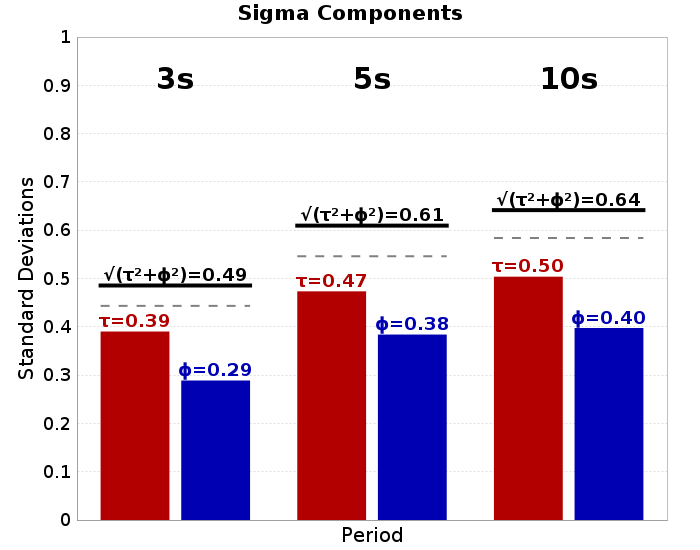 Sigma Components
1
0.9
0.8
0.7
0.6
0.5
0.4
0.3
0.2
0.1
0
Standard Deviations
3s
5s
10s
√(τ²+ϕ²)=0.49
τ=0.39
ϕ=0.29
√(τ²+ϕ²)=0.61
τ=0.47
ϕ=0.38
√(τ²+ϕ²)=0.64
τ=0.50
ϕ=0.40
Period